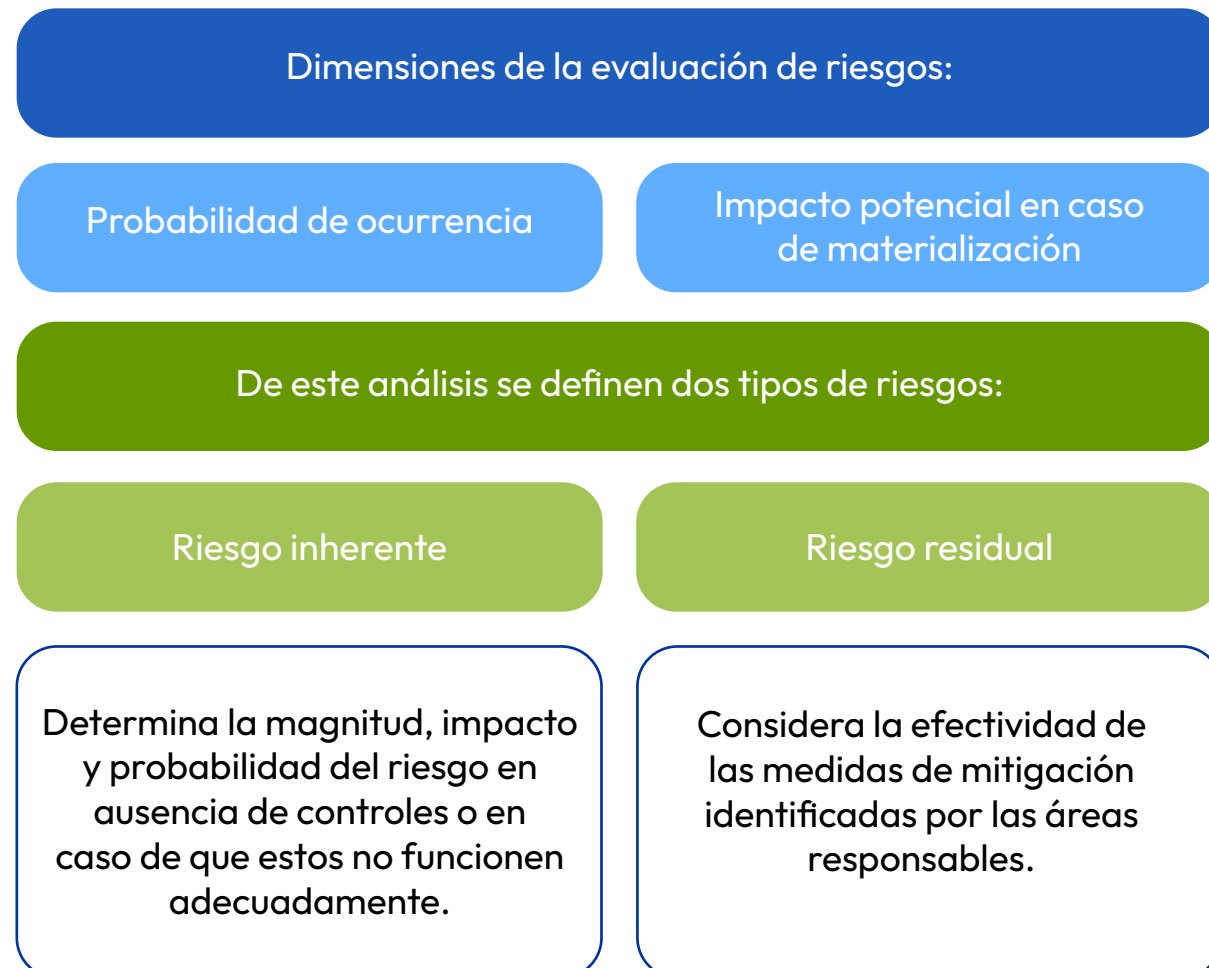 Dimensiones de la evaluación de riesgos:
Probabilidad de ocurrencia
Impacto potencial en caso
de materialización
De este análisis se definen dos tipos de riesgos:
Riesgo inherente
Riesgo residual
Determina la magnitud, impacto
y probabilidad del riesgo en
ausencia de controles o en
caso de que estos no funcionen
adecuadamente.
Considera la efectividad de
las medidas de mitigación
identificadas por las áreas
responsables.